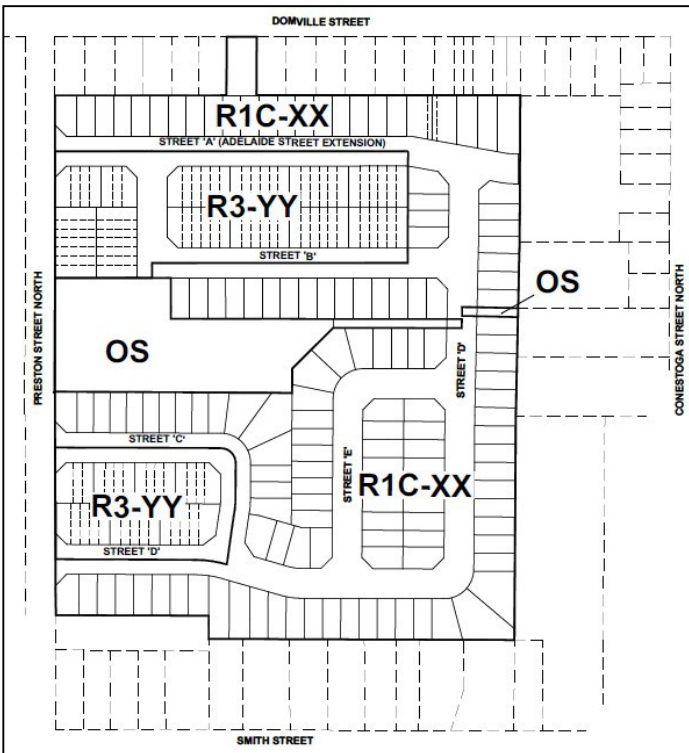 DOMVILLE STREET
R1C-XX
STREET 'A' (ADELAIDE STREET EXTENSION)
R3-YY
STREET 'B'
OS
OS
PRESTON STREET NORTH
CONESTOGA STREET NORTH
STREET 'D'
STREET 'C'
STREET 'E'
R1C-XX
R3-YY
STREET 'D'
SMITH STREET